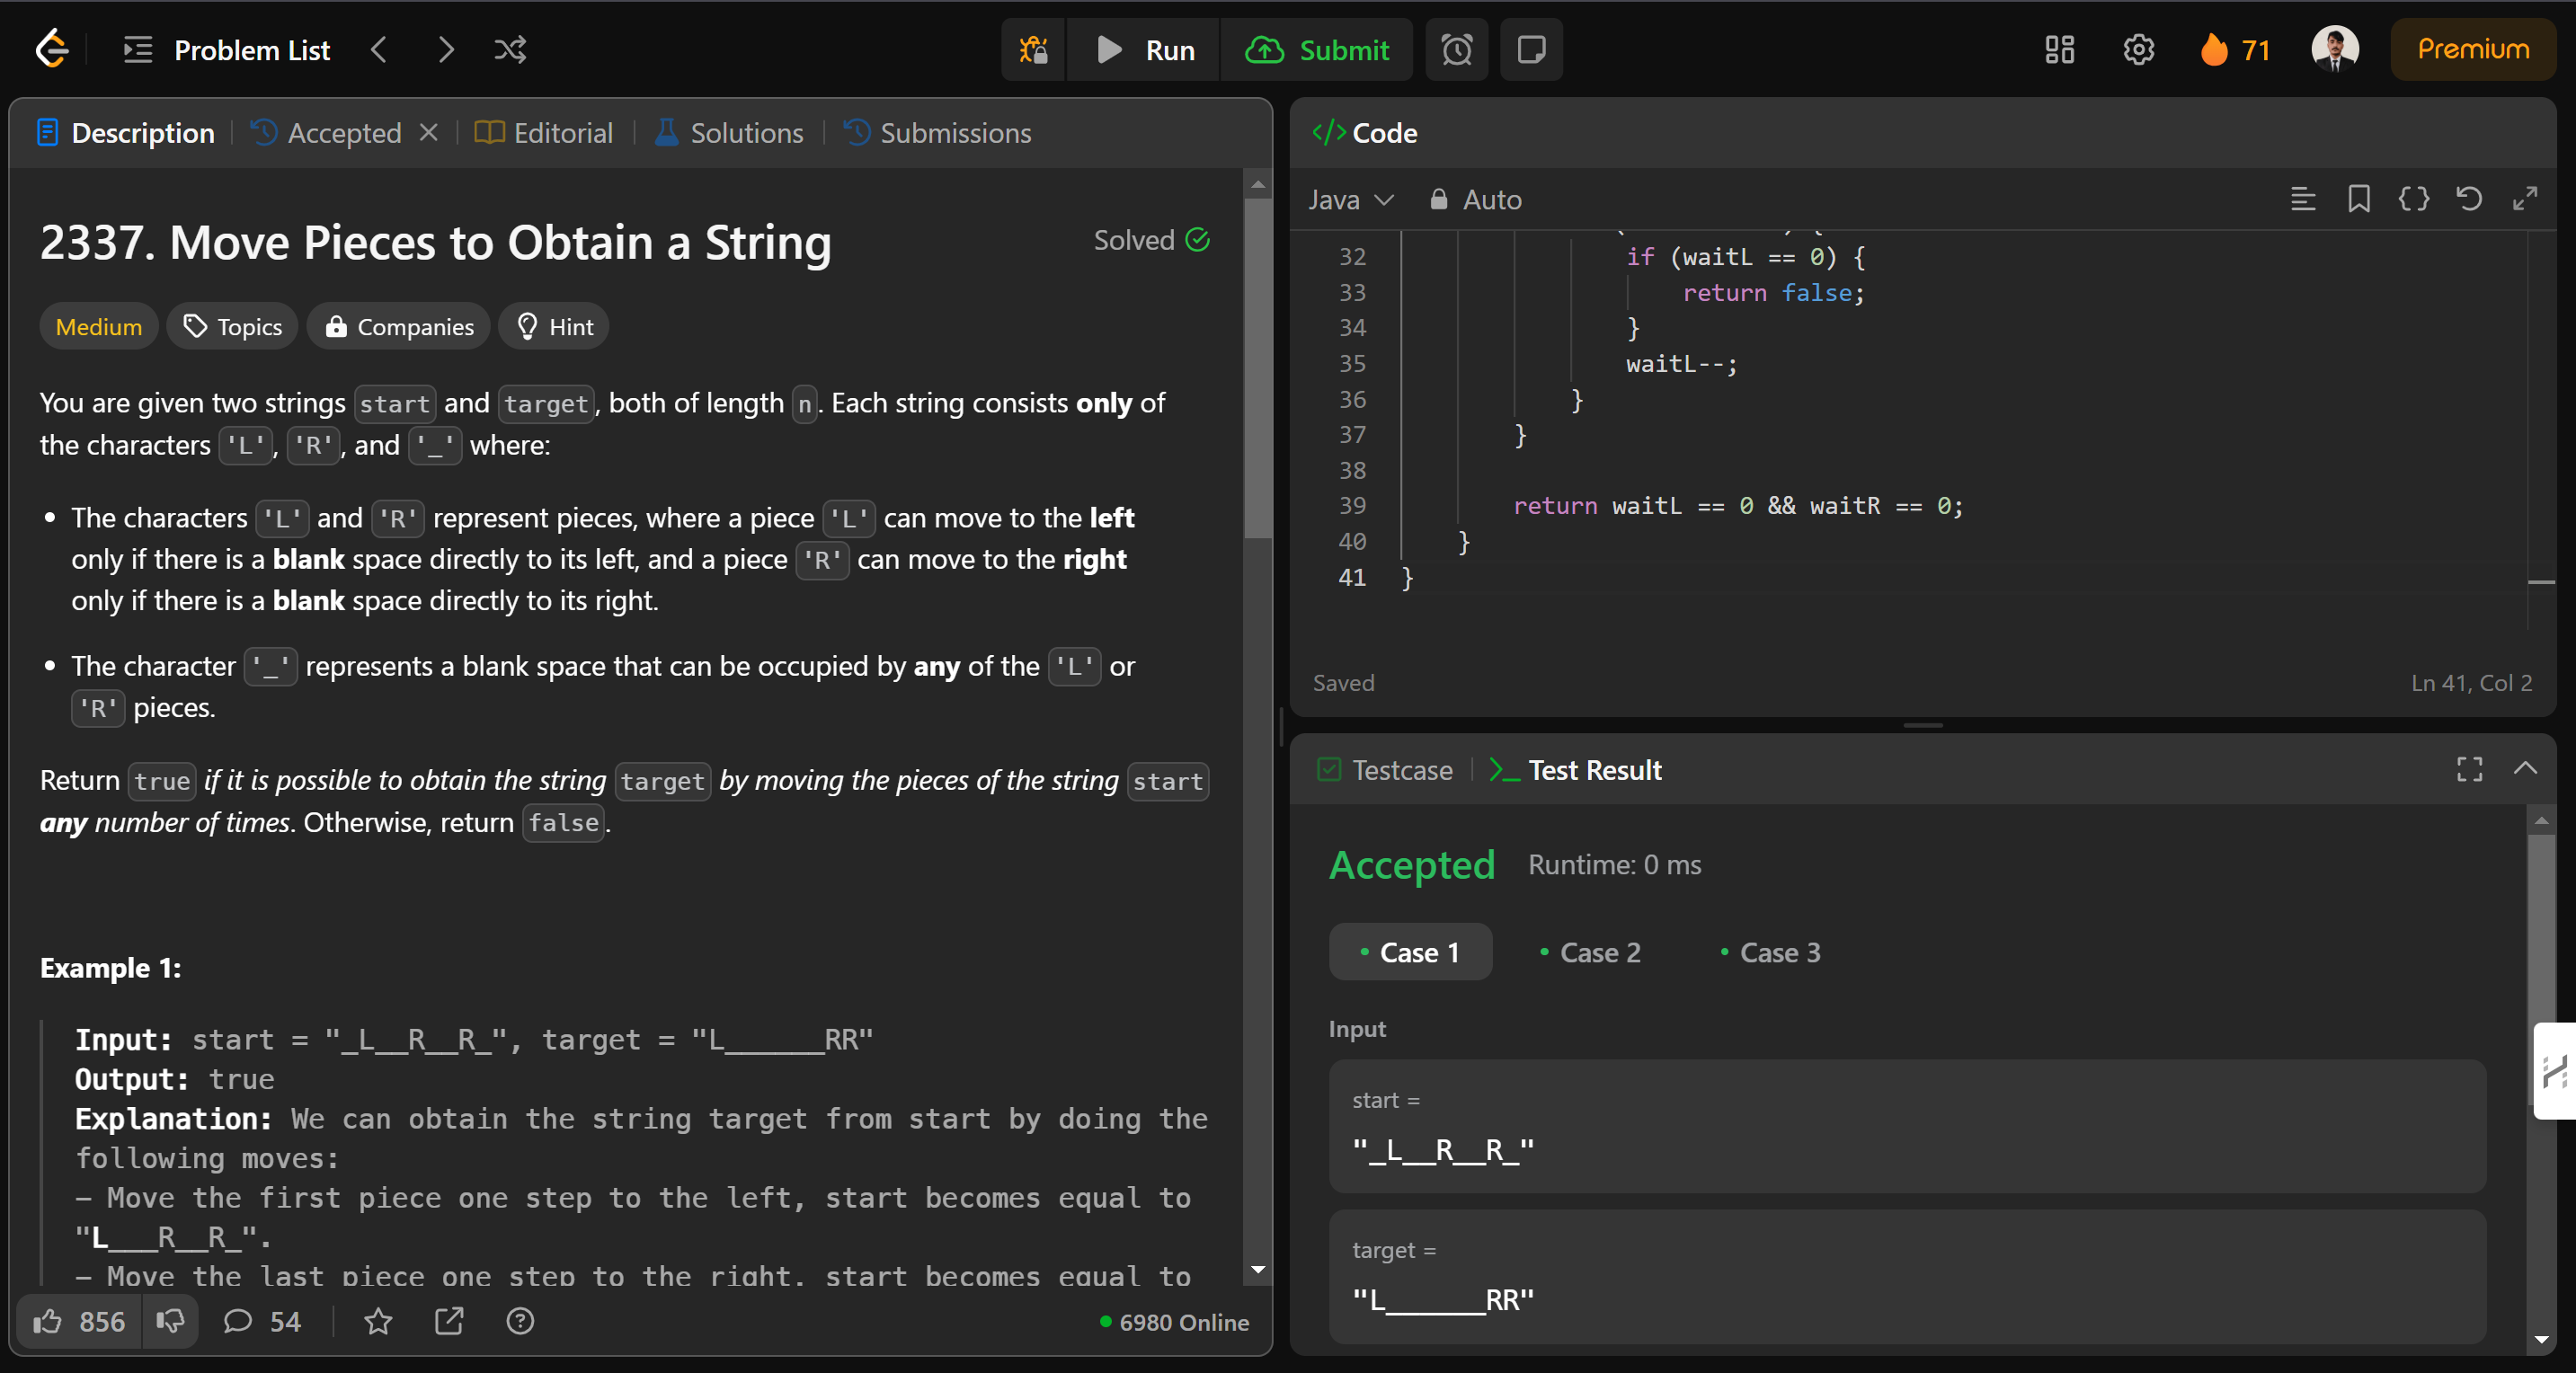 Problem List
Run
Submit
71
Premium
Description
Accepted
Editorial
Solutions
Submissions
2337. Move Pieces to Obtain a String
Solved
Medium
Topics
Companies
Hint
You are given two strings start and target, both of length n. Each string consists only of
the characters 'L', 'R', and '_' where:
• The characters 'L' and 'R' represent pieces, where a piece 'L' can move to the left
only if there is a blank space directly to its left, and a piece 'R' can move to the right
only if there is a blank space directly to its right.
• The character '_' represents a blank space that can be occupied by any of the 'L' or
'R' pieces.
Return true if it is possible to obtain the string target by moving the pieces of the string start
any number of times. Otherwise, return false.
Example 1:
Input: start = "_L__R__R_", target = "L______RR"
Output: true
Explanation: We can obtain the string target from start by doing the
following moves:
- Move the first piece one step to the left, start becomes equal to
"L___R__R_".
- Move the last piece one step to the right, start becomes equal to
856
54
6980 Online
</> Code
Java
Auto
32 if (waitL == 0) {
33 return false;
34 }
35 waitL--;
36 }
37 }
38
39 return waitL == 0 && waitR == 0;
40 }
41 }
Saved
Ln 41, Col 2
Testcase
Test Result
Accepted
Runtime: 0 ms
Case 1
Case 2
Case 3
Input
start =
"_L__R__R_"
target =
"L______RR"